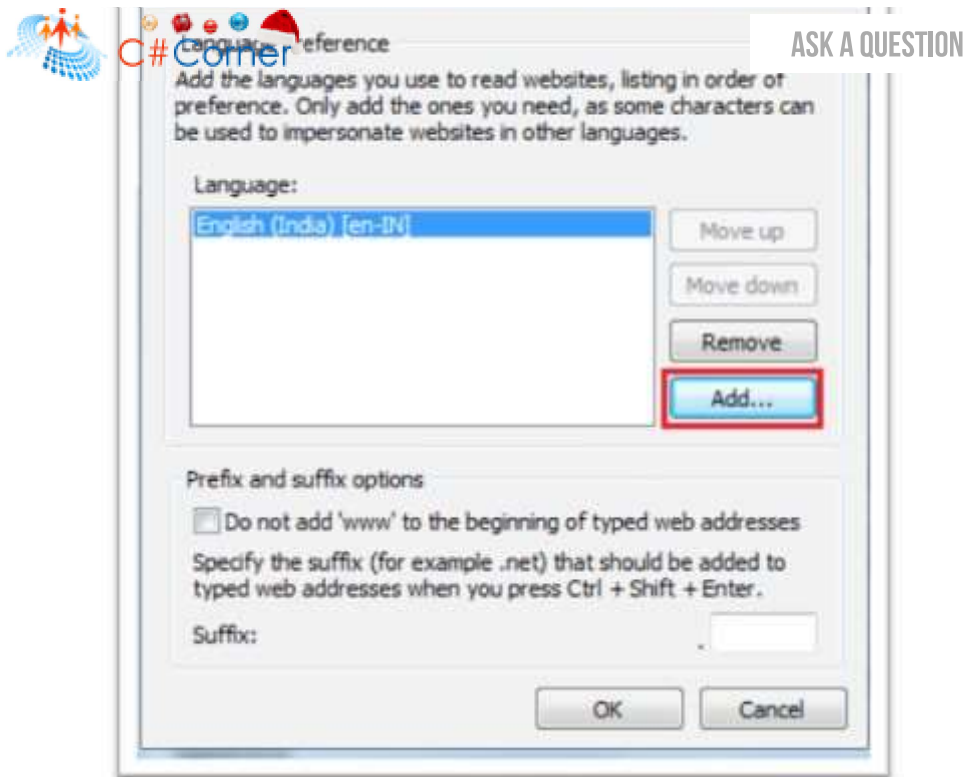 C# Corner
ASK A QUESTION
Language Preference
Add the languages you use to read websites, listing in order of
preference. Only add the ones you need, as some characters can
be used to impersonate websites in other languages.
Language:
English (India) [en-IN]
Move up
Move down
Remove
Add...
Prefix and suffix options
Do not add 'www' to the beginning of typed web addresses
Specify the suffix (for example .net) that should be added to
typed web addresses when you press Ctrl + Shift + Enter.
Suffix:
.
OK
Cancel